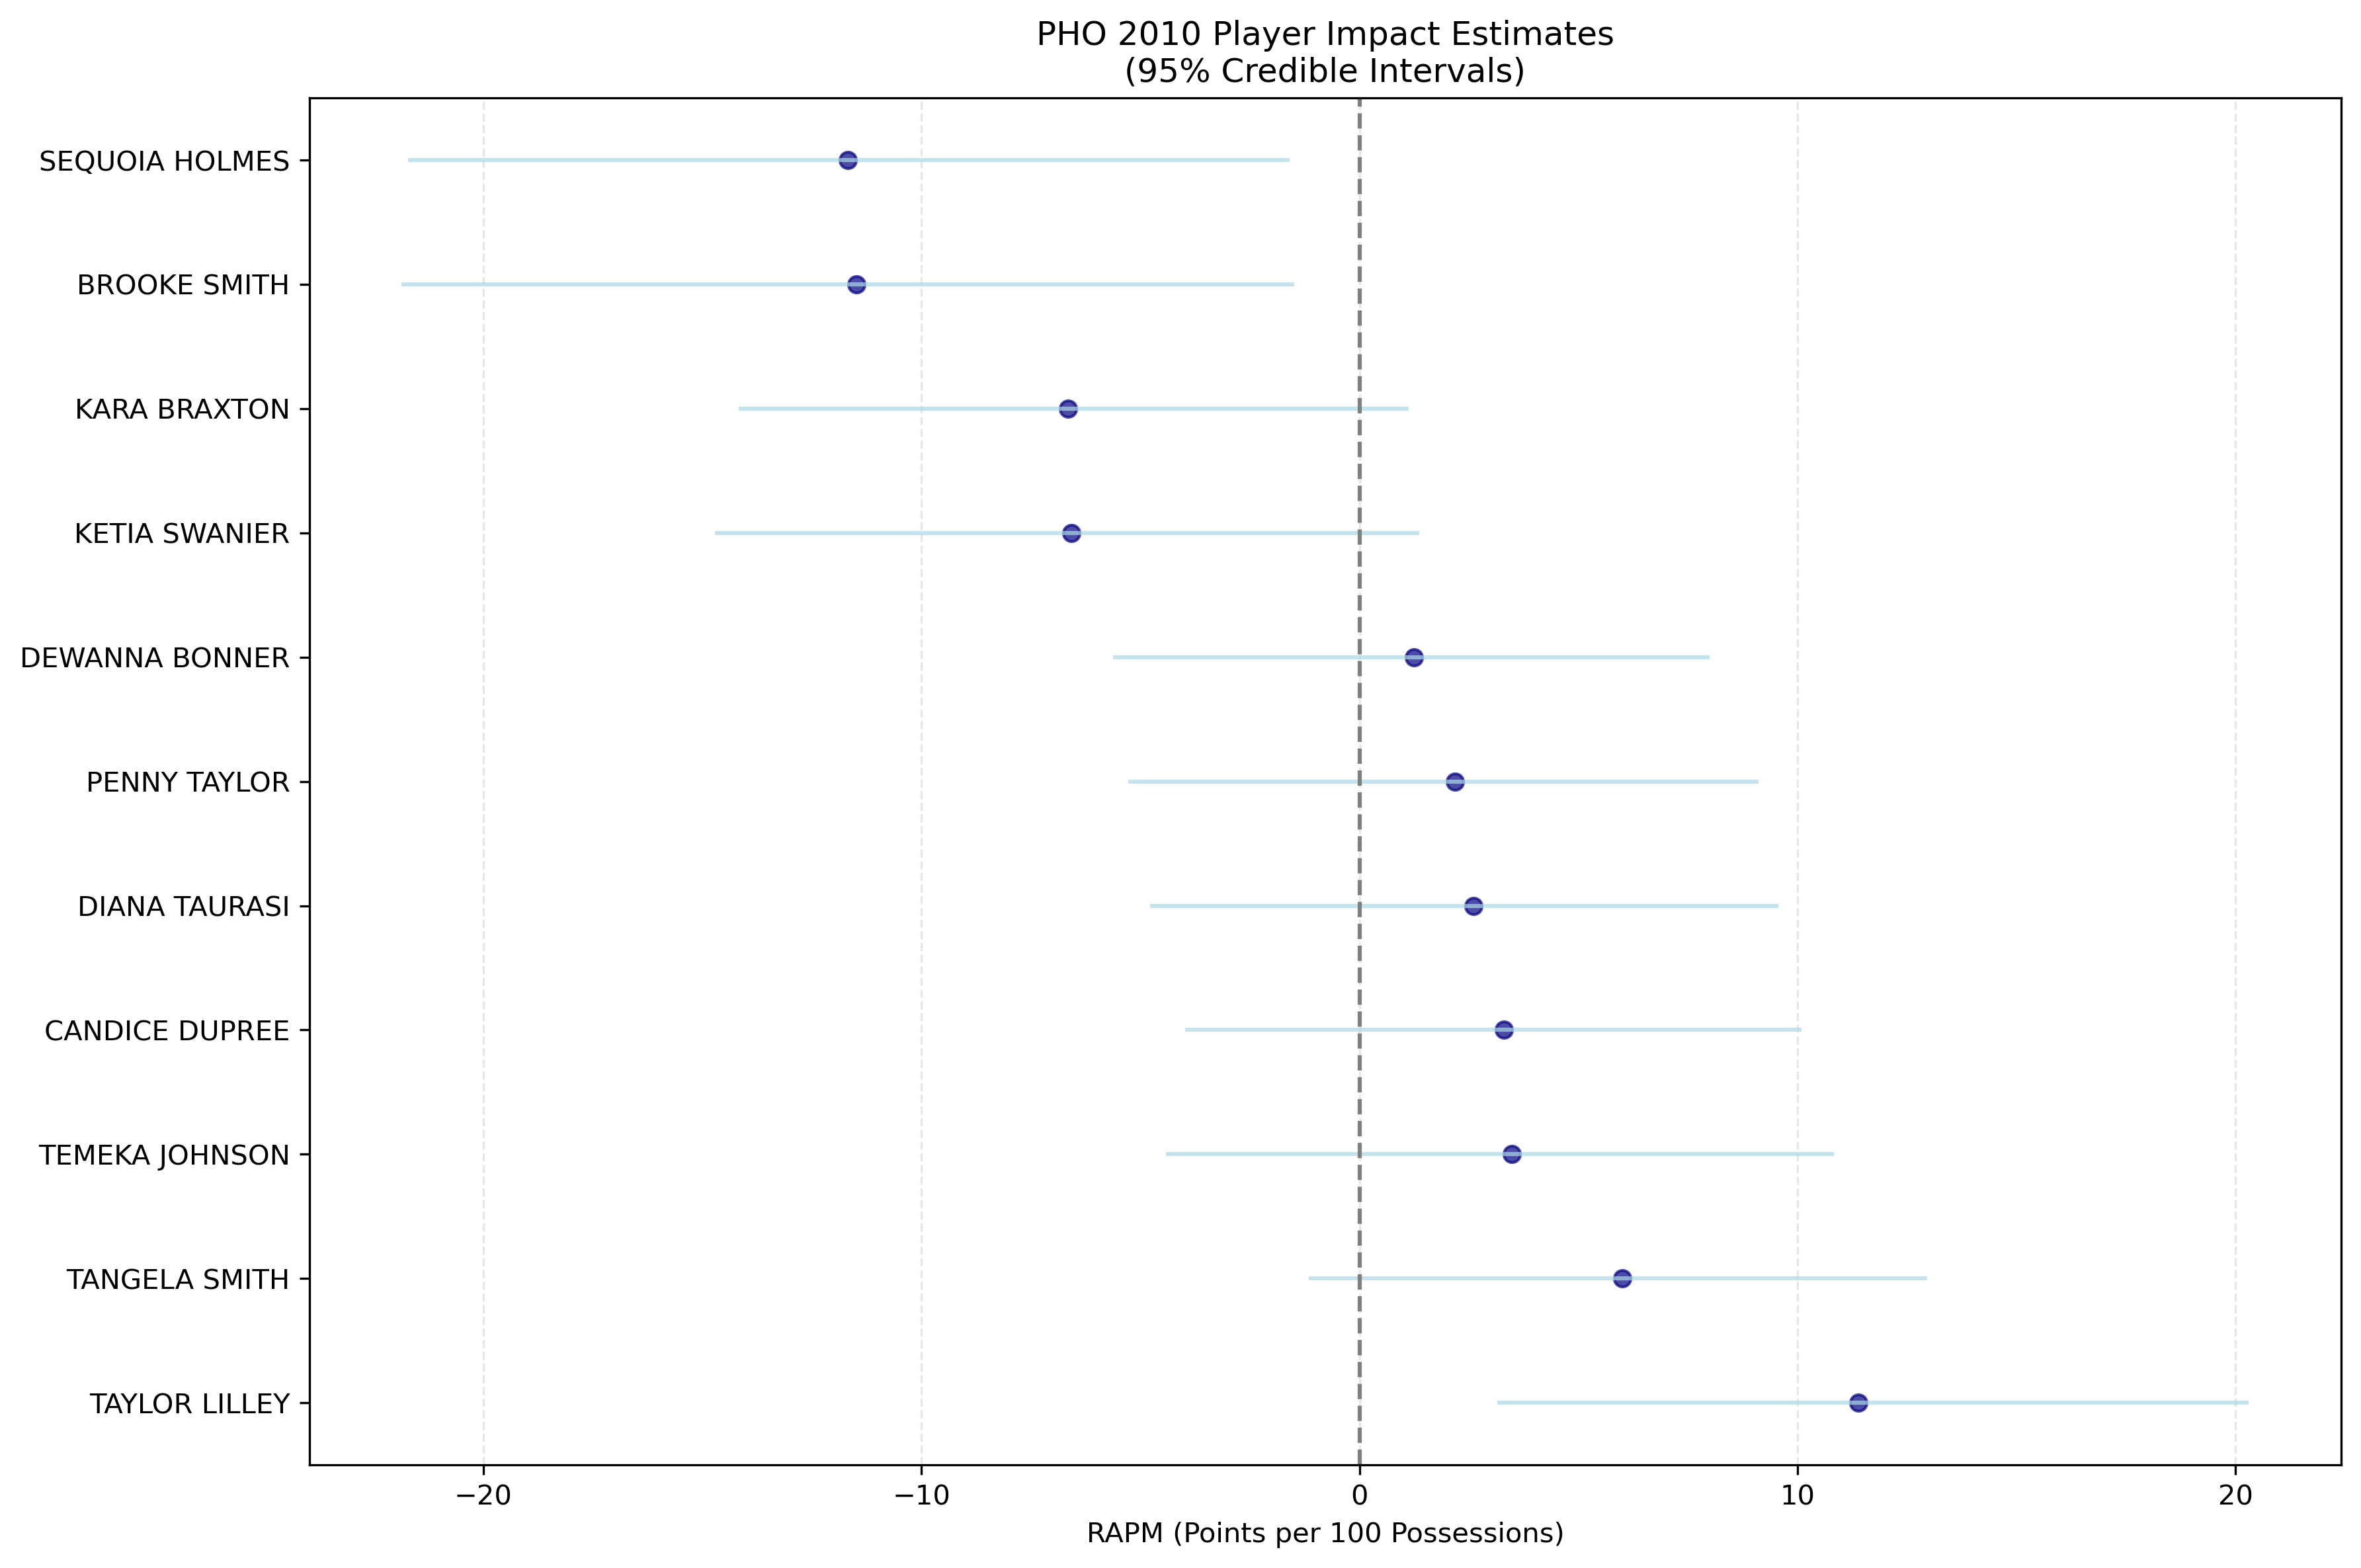 PHO 2010 Player Impact Estimates
(95% Credible Intervals)
SEQUOIA HOLMES
BROOKE SMITH
KARA BRAXTON
KETIA SWANIER
DEWANNA BONNER
PENNY TAYLOR
DIANA TAURASI
CANDICE DUPREE
TEMEKA JOHNSON
TANGELA SMITH
TAYLOR LILLEY
−20 −10 0 10 20
RAPM (Points per 100 Possessions)